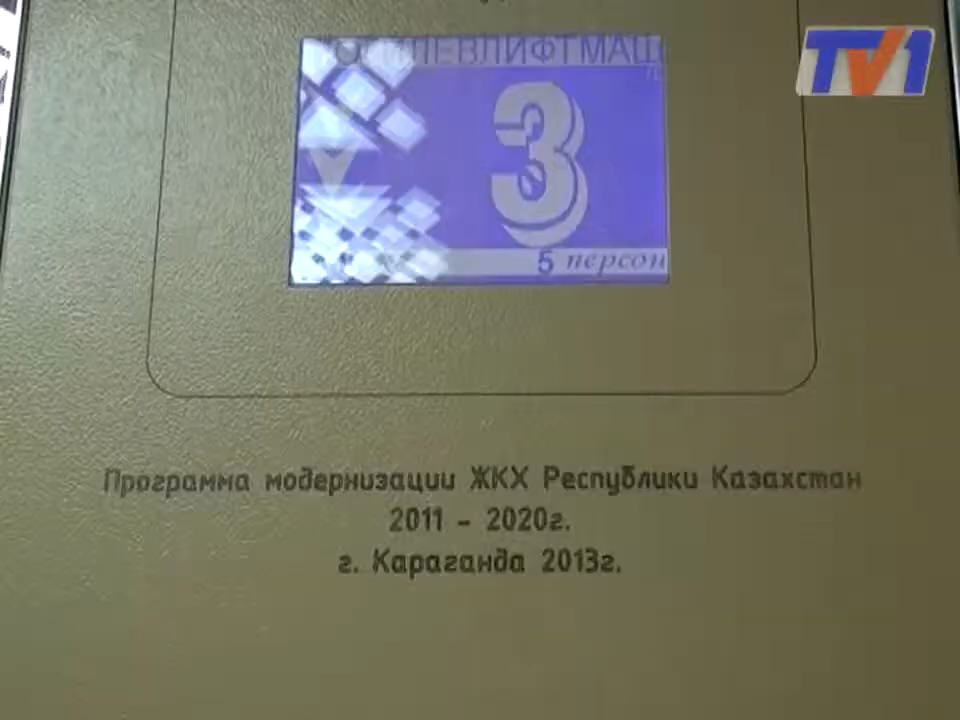 TV1
3
5 персон
Программа модернизации ЖКХ Республики Казахстан
2011 - 2020г.
г. Караганда 2013г.